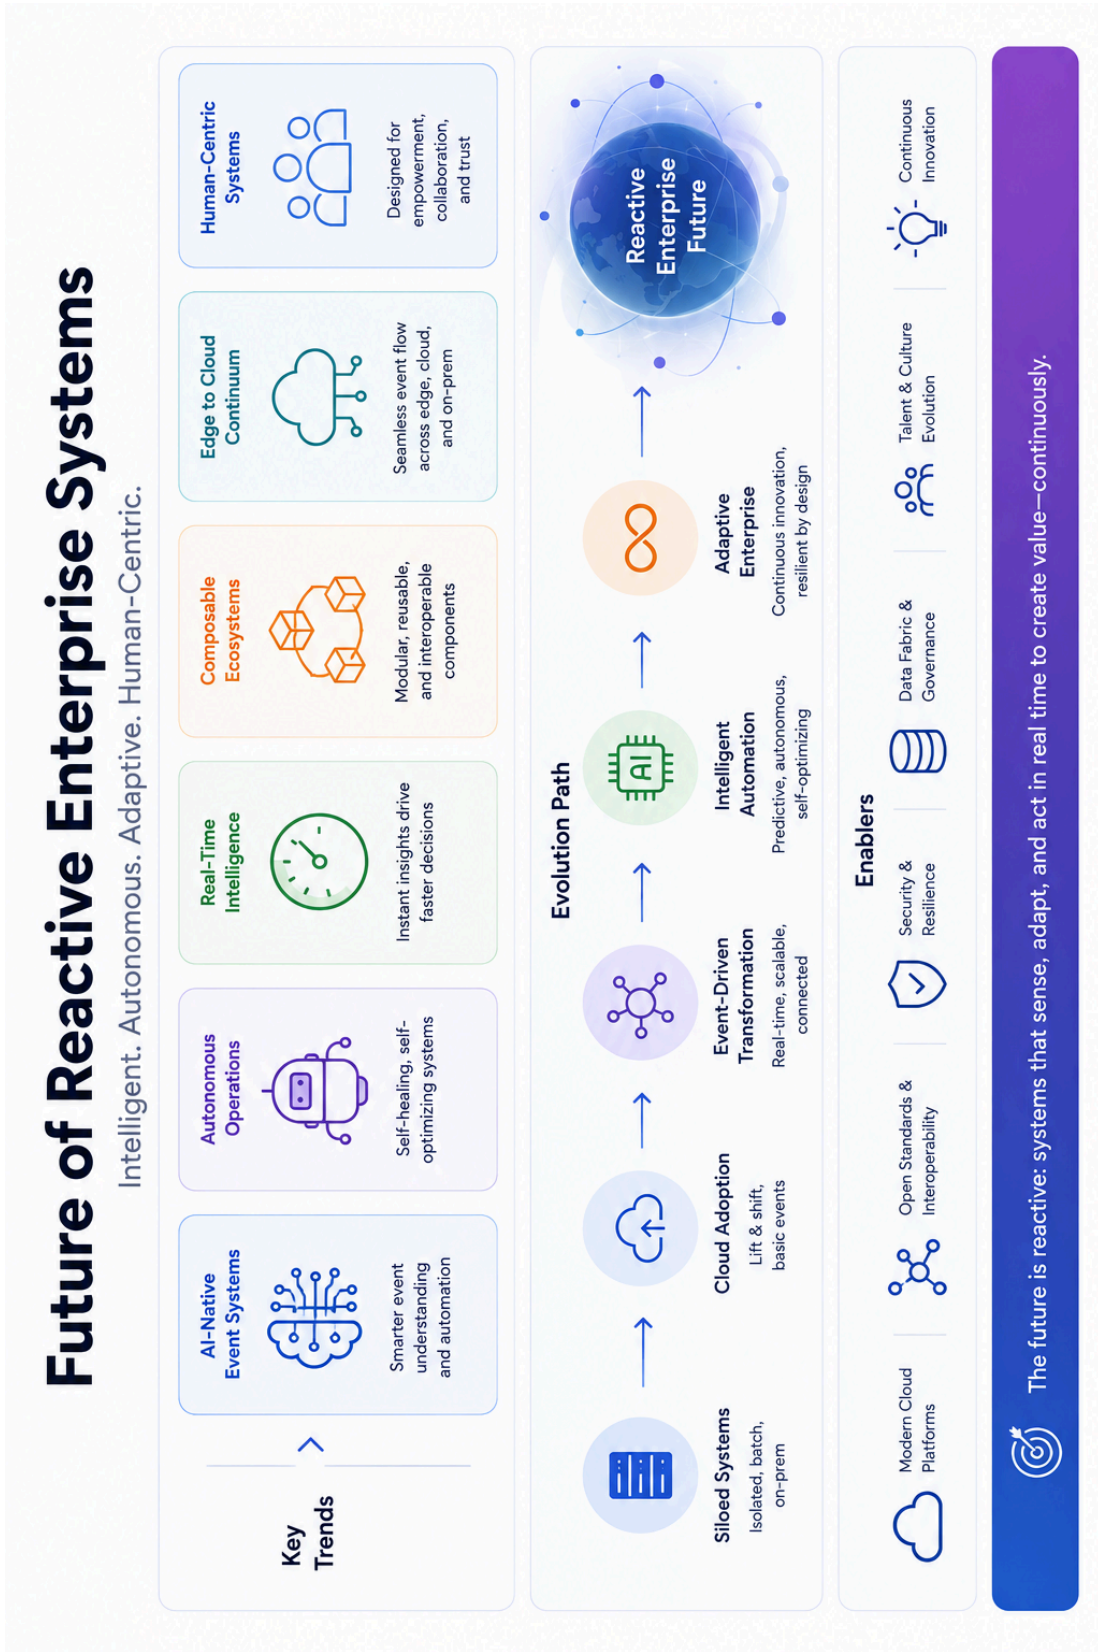 Future of Reactive Enterprise Systems
Intelligent. Autonomous. Adaptive. Human-Centric.
Key
Trends
AI-Native
Event Systems
Smarter event
understanding
and automation
Autonomous
Operations
Self-healing, self-
optimizing systems
Real-Time
Intelligence
Instant insights drive
faster decisions
Composable
Ecosystems
Modular, reusable,
and interoperable
components
Edge to Cloud
Continuum
Seamless event flow
across edge, cloud,
and on-prem
Human-Centric
Systems
Designed for
empowerment,
collaboration,
and trust
Evolution Path
Siloed Systems
Isolated, batch,
on-prem
Cloud Adoption
Lift & shift,
basic events
Event-Driven
Transformation
Real-time, scalable,
connected
AI
Intelligent
Automation
Predictive, autonomous,
self-optimizing
Adaptive
Enterprise
Continuous innovation,
resilient by design
Reactive
Enterprise
Future
Enablers
Modern Cloud
Platforms
Open Standards &
Interoperability
Security &
Resilience
Data Fabric &
Governance
Talent & Culture
Evolution
Continuous
Innovation
The future is reactive: systems that sense, adapt, and act in real time to create value—continuously.